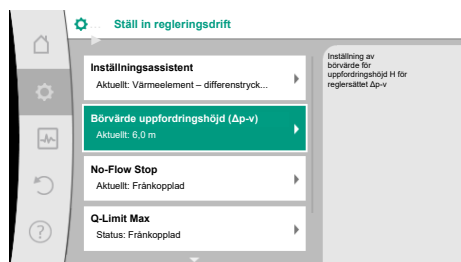 Ställ in regleringsdrift
Inställningsassistent
Aktuellt: Värmeelement – differenstryck...
Börvärde uppfordringshöjd (Δp-v)
Aktuellt: 6,0 m
No-Flow Stop
Aktuellt: Frånkopplad
Q-Limit Max
Status: Frånkopplad
Inställning av
börvärde för
uppfordringshöjd H för
reglersättet Δp-v